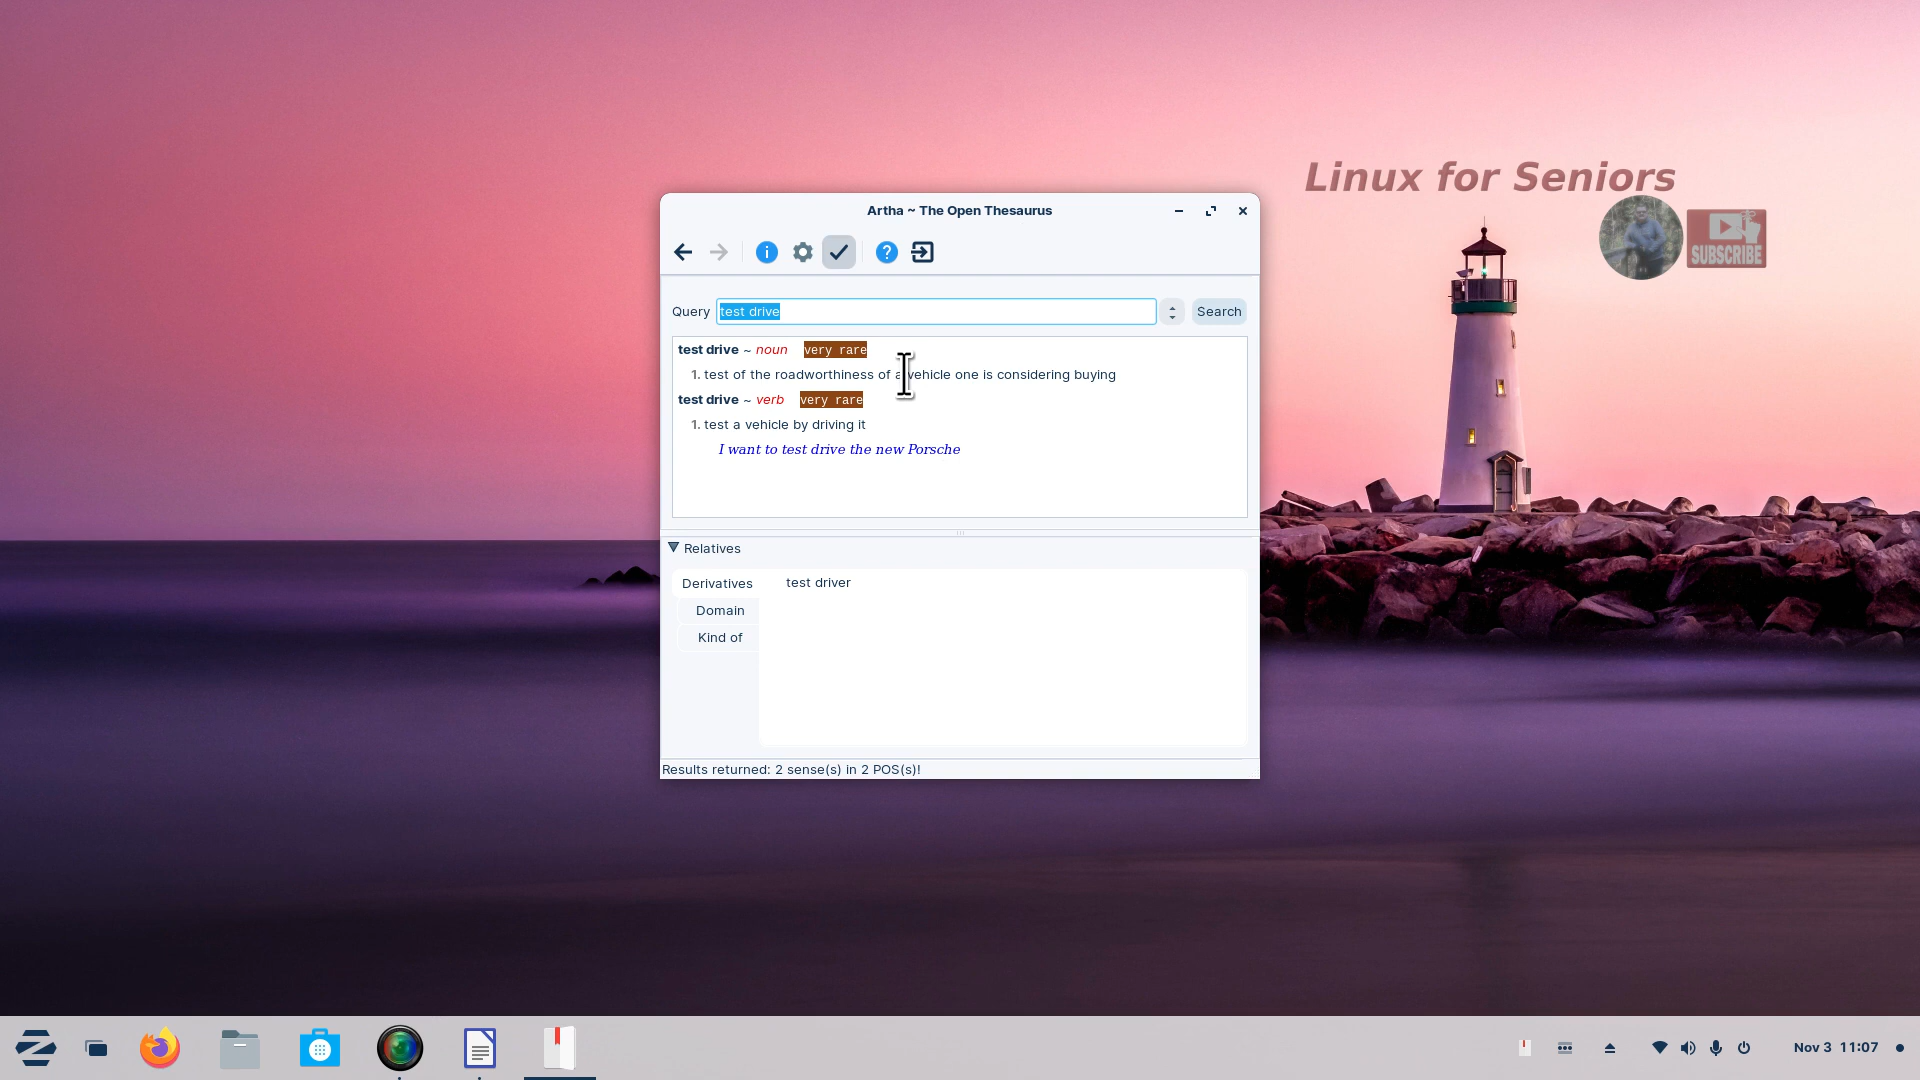 Linux for Seniors
SUBSCRIBE
Artha ~ The Open Thesaurus
Query test drive Search
test drive ~ noun very rare
1. test of the roadworthiness of a vehicle one is considering buying
test drive ~ verb very rare
1. test a vehicle by driving it
I want to test drive the new Porsche
Relatives
Derivatives test driver
Domain
Kind of
Results returned: 2 sense(s) in 2 POS(s)!
Nov 3 11:07